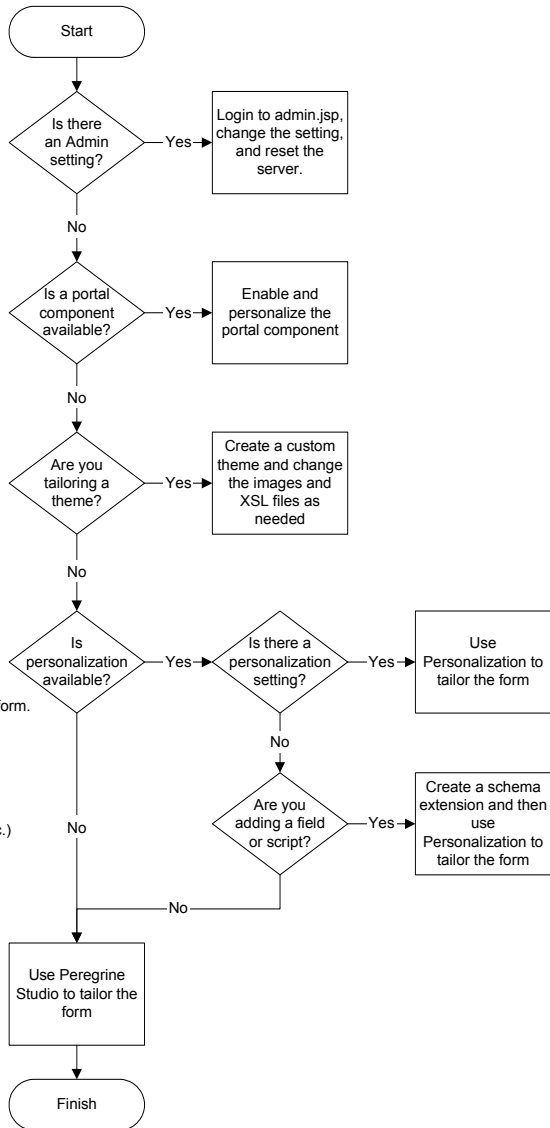 Start
Is there
an Admin
setting?
Yes
Login to admin.jsp,
change the setting,
and reset the
server.
No
Is a portal
component
available?
Yes
Enable and
personalize the
portal component
No
Are you
tailoring a
theme?
Yes
Create a custom
theme and change
the images and
XSL files as
needed
No
Is
personalization
available?
Yes
Is there a
personalization
setting?
Yes
Use
Personalization to
tailor the form
form.
No
Are you
adding a field
or script?
Yes
Create a schema
extension and then
use
Personalization to
tailor the form
.)
No
No
Use Peregrine
Studio to tailor the
form
Finish